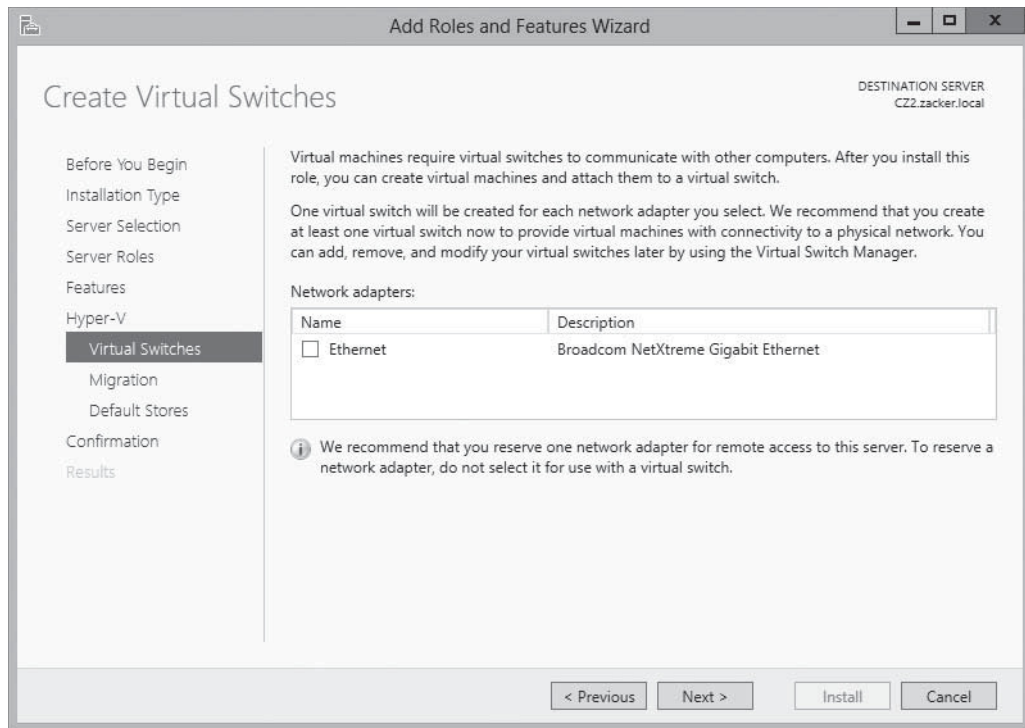 Add Roles and Features Wizard
Create Virtual Switches
DESTINATION SERVER
CZ2.zacker.local
Before You Begin
Installation Type
Server Selection
Server Roles
Features
Hyper-V
Virtual Switches
Migration
Default Stores
Confirmation
Results
Virtual machines require virtual switches to communicate with other computers. After you install this
role, you can create virtual machines and attach them to a virtual switch.
One virtual switch will be created for each network adapter you select. We recommend that you create
at least one virtual switch now to provide virtual machines with connectivity to a physical network. You
can add, remove, and modify your virtual switches later by using the Virtual Switch Manager.
Network adapters:
Name Description
Ethernet Broadcom NetXtreme Gigabit Ethernet
We recommend that you reserve one network adapter for remote access to this server. To reserve a
network adapter, do not select it for use with a virtual switch.
< Previous Next > Install Cancel